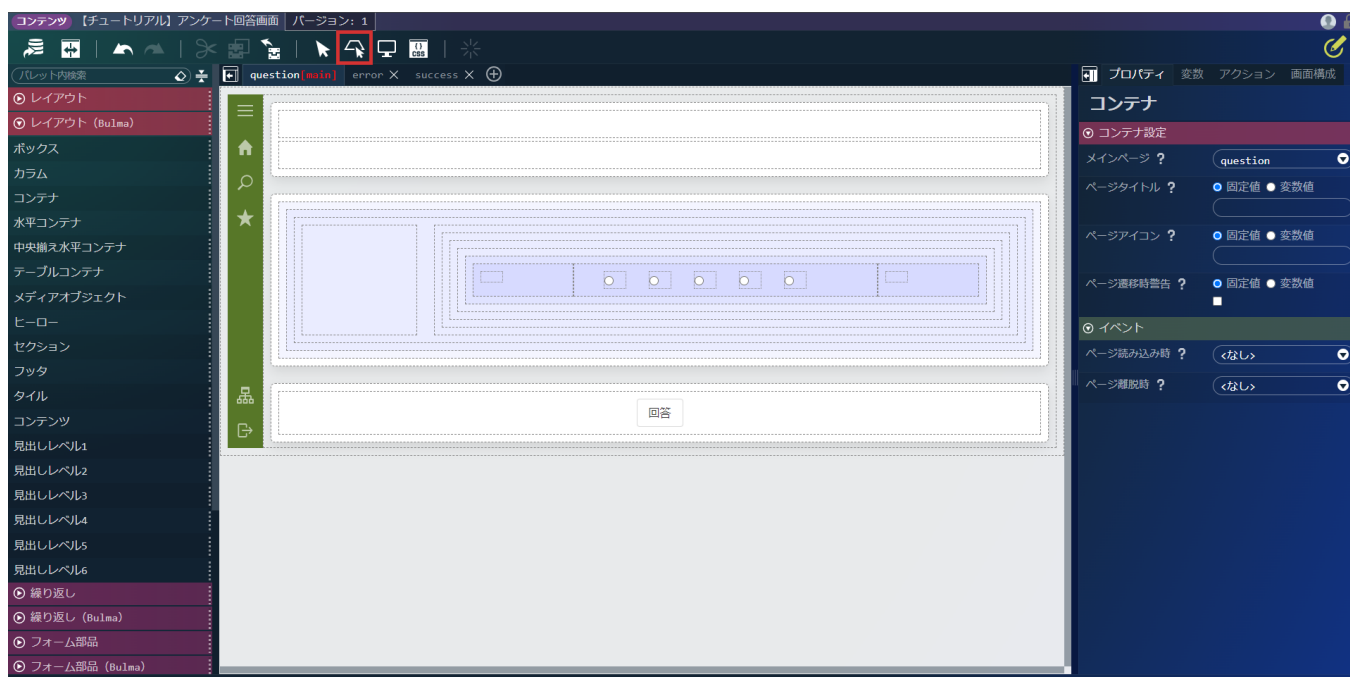 コンテンツ 【チュートリアル】アンケート回答画面 バージョン: 1
{} CSS
パレット内検索
question[main] error success
プロパティ 変数 アクション 画面構成
レイアウト
レイアウト (Bulma)
ボックス
カラム
コンテナ
水平コンテナ
中央揃え水平コンテナ
テーブルコンテナ
メディアオブジェクト
ヒーロー
セクション
フッタ
タイル
コンテンツ
見出しレベル1
見出しレベル2
見出しレベル3
見出しレベル4
見出しレベル5
見出しレベル6
繰り返し
繰り返し (Bulma)
フォーム部品
フォーム部品 (Bulma)
回答
コンテナ
コンテナ設定
メインページ ? question
ページタイトル ? 固定値 変数値
ページアイコン ? 固定値 変数値
ページ遷移時警告 ? 固定値 変数値
イベント
ページ読み込み時 ? <なし>
ページ離脱時 ? <なし>